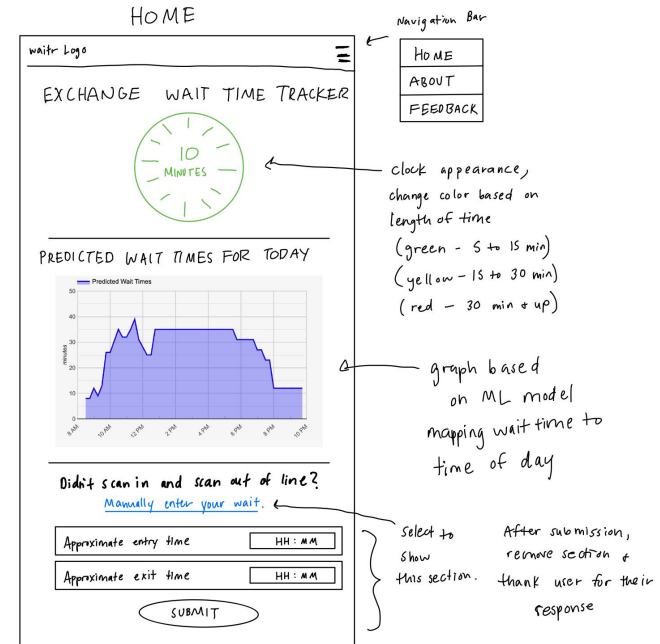 HOME
waitr Logo
EXCHANGE WAIT TIME TRACKER
10
MINUTES
PREDICTED WAIT TIMES FOR TODAY
Predicted Wait Times
50
40
30
20
10
0
minutes
8 AM
10 AM
12 PM
2 PM
4 PM
6 PM
8 PM
10 PM
Didn't scan in and scan out of line?
Manually enter your wait.
Approximate entry time
HH : MM
Approximate exit time
HH : MM
SUBMIT
Navigation Bar
HOME
ABOUT
FEEDBACK
clock appearance,
change color based on
length of time
(green - 5 to 15 min)
(yellow - 15 to 30 min)
(red - 30 min & up)
graph based
on ML model
mapping wait time to
time of day
select to
show
this section.
After submission,
remove section &
thank user for their
response